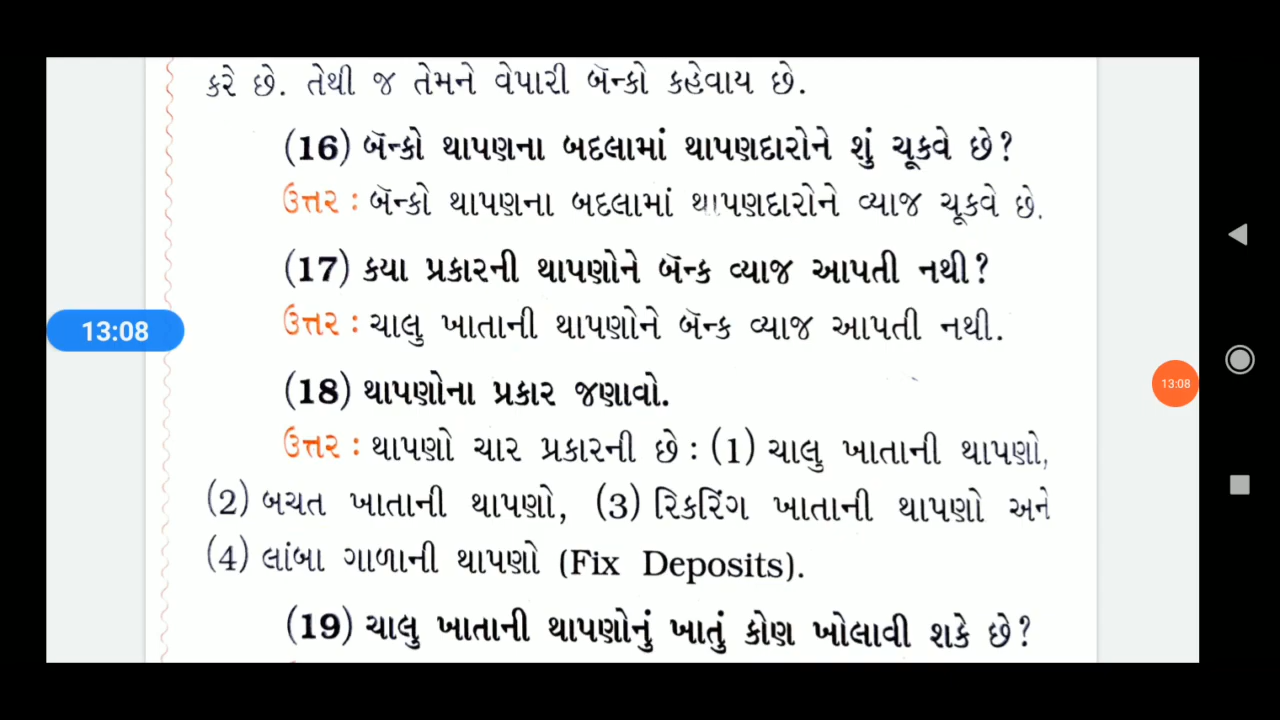 કરે છે. તેથી જ તેમને વેપારી બૅન્કો કહેવાય છે.
(16) બૅન્કો થાપણના બદલામાં થાપણદારોને શું ચૂકવે છે?
ઉત્તર : બૅન્કો થાપણના બદલામાં થાપણદારોને વ્યાજ ચૂકવે છે.
(17) કયા પ્રકારની થાપણોને બૅન્ક વ્યાજ આપતી નથી?
ઉત્તર : ચાલુ ખાતાની થાપણોને બૅન્ક વ્યાજ આપતી નથી.
13:08
13:08
(18) થાપણોના પ્રકાર જણાવો.
ઉત્તર : થાપણો ચાર પ્રકારની છે : (1) ચાલુ ખાતાની થાપણો,
(2) બચત ખાતાની થાપણો, (3) રિકરિંગ ખાતાની થાપણો અને
(4) લાંબા ગાળાની થાપણો (Fix Deposits).
(19) ચાલુ ખાતાની થાપણોનું ખાતું કોણ ખોલાવી શકે છે?